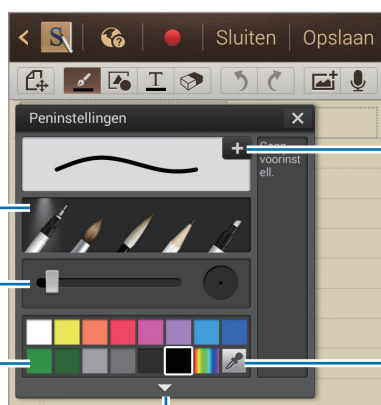 Sluiten Opslaan
Peninstellingen
Geen
voorinst
ell.